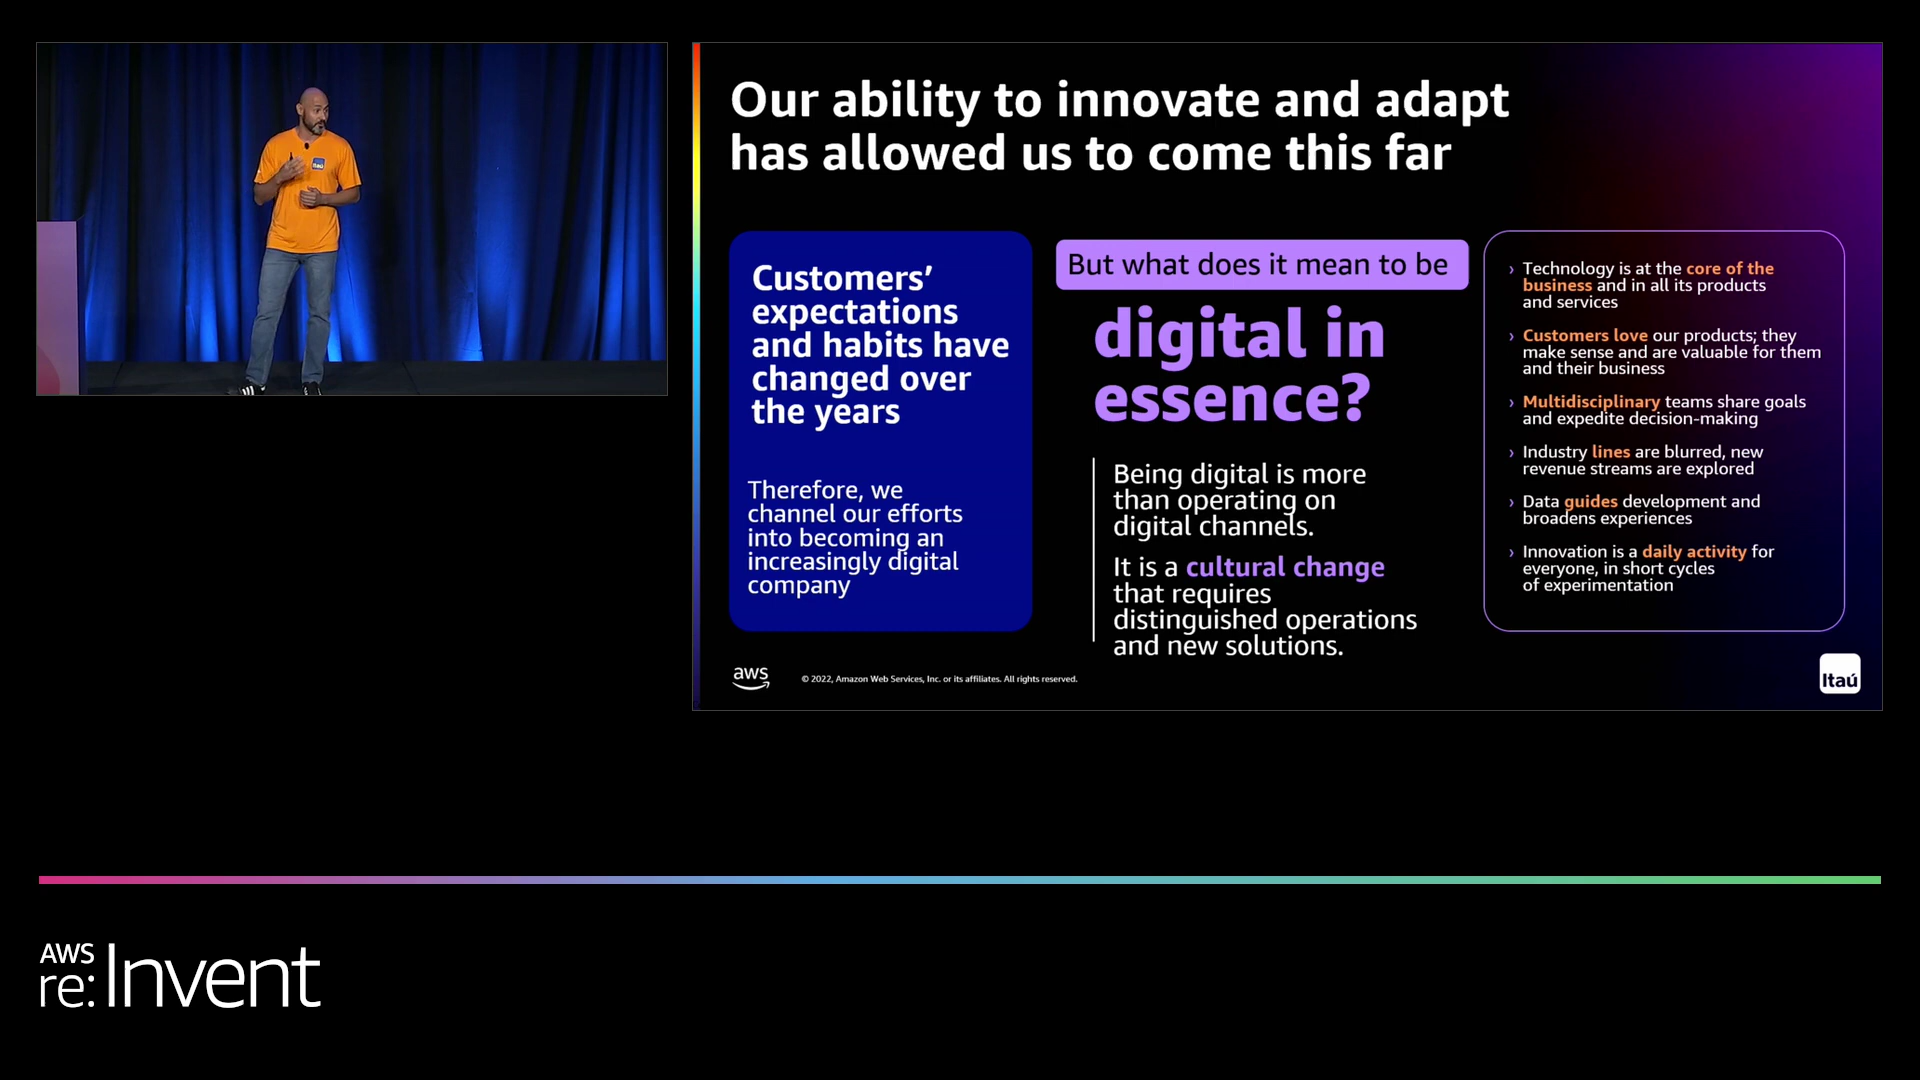 Itaú
Our ability to innovate and adapt
has allowed us to come this far
Customers’
expectations
and habits have
changed over
the years
Therefore, we
channel our efforts
into becoming an
increasingly digital
company
But what does it mean to be
digital in
essence?
Being digital is more
than operating on
digital channels.
It is a cultural change
that requires
distinguished operations
and new solutions.
› Technology is at the core of the
business and in all its products
and services
› Customers love our products; they
make sense and are valuable for them
and their business
› Multidisciplinary teams share goals
and expedite decision-making
› Industry lines are blurred, new
revenue streams are explored
› Data guides development and
broadens experiences
› Innovation is a daily activity for
everyone, in short cycles
of experimentation
aws
© 2022, Amazon Web Services, Inc. or its affiliates. All rights reserved.
Itaú
AWS
re:Invent